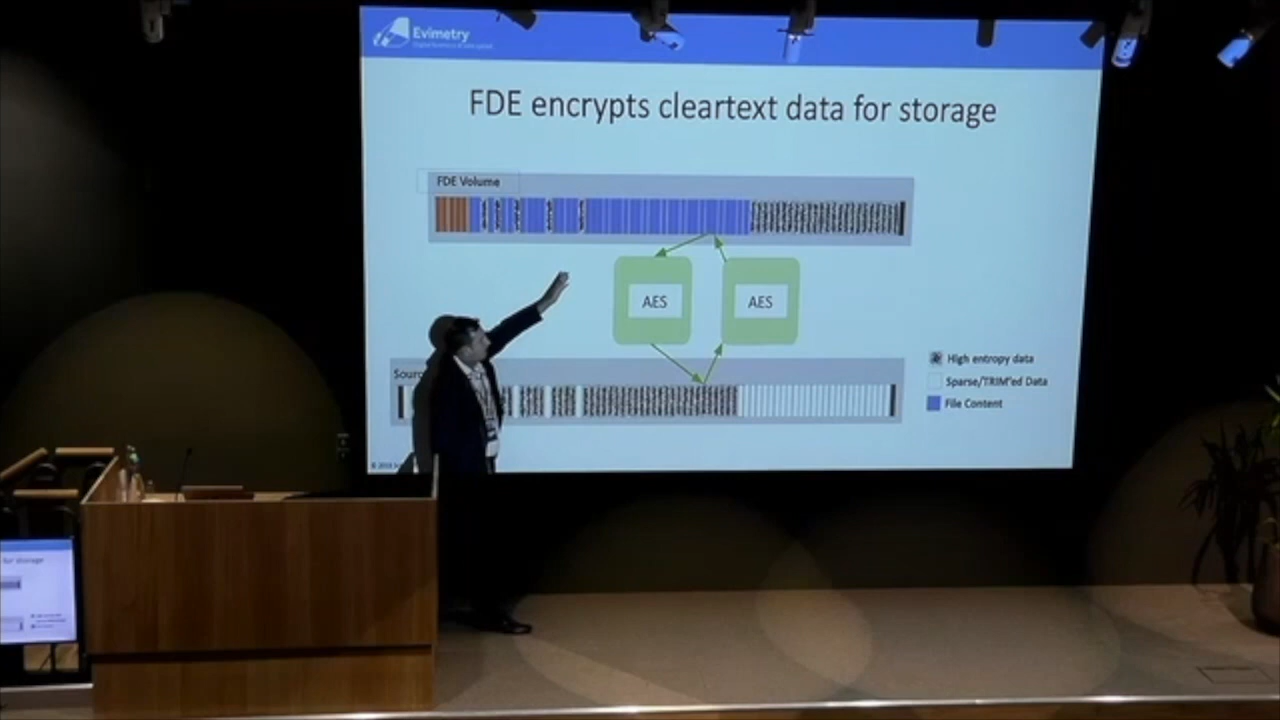 Evimetry
FDE encrypts cleartext data for storage
FDE Volume
AES
AES
Sourc
High entropy data
Sparse/TRIM'ed Data
File Content
for storage